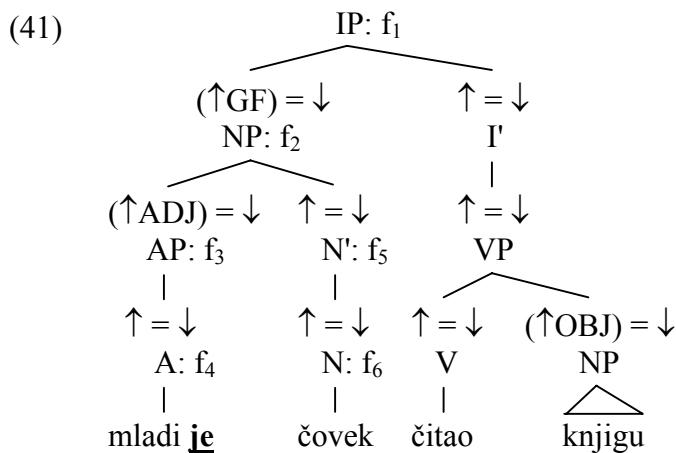 (41) IP: f₁
(↑GF) = ↓ ↑ = ↓
NP: f₂ I'
(↑ADJ) = ↓ ↑ = ↓ ↑ = ↓
AP: f₃ N': f₅ VP
↑ = ↓ ↑ = ↓ ↑ = ↓ (↑OBJ) = ↓
A: f₄ N: f₆ V NP
mladi je čovek čitao knjigu